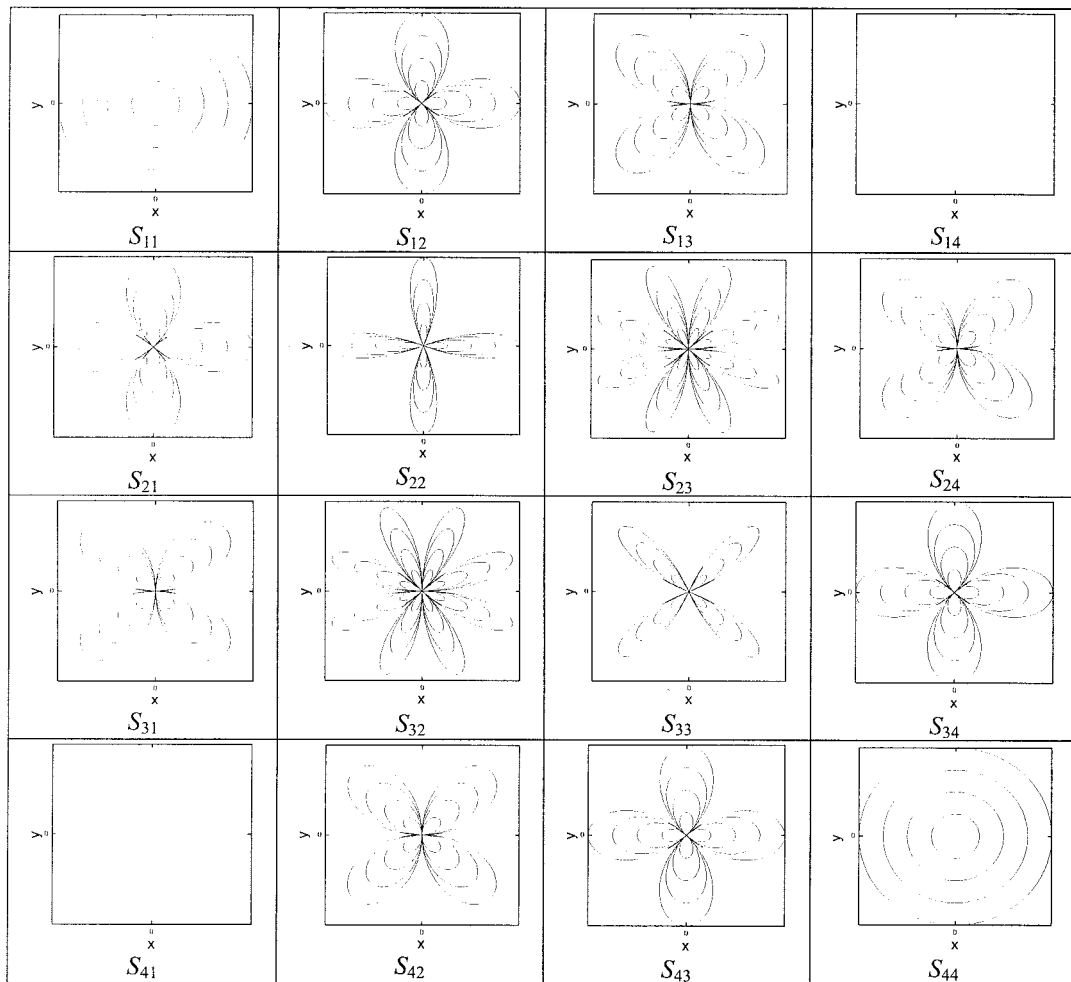 y 0 0 x S₁₁
y 0 0 x S₁₂
y 0 0 x S₁₃
y 0 0 x S₁₄
y 0 0 x S₂₁
y 0 0 x S₂₂
y 0 0 x S₂₃
y 0 0 x S₂₄
y 0 0 x S₃₁
y 0 0 x S₃₂
y 0 0 x S₃₃
y 0 0 x S₃₄
y 0 0 x S₄₁
y 0 0 x S₄₂
y 0 0 x S₄₃
y 0 0 x S₄₄